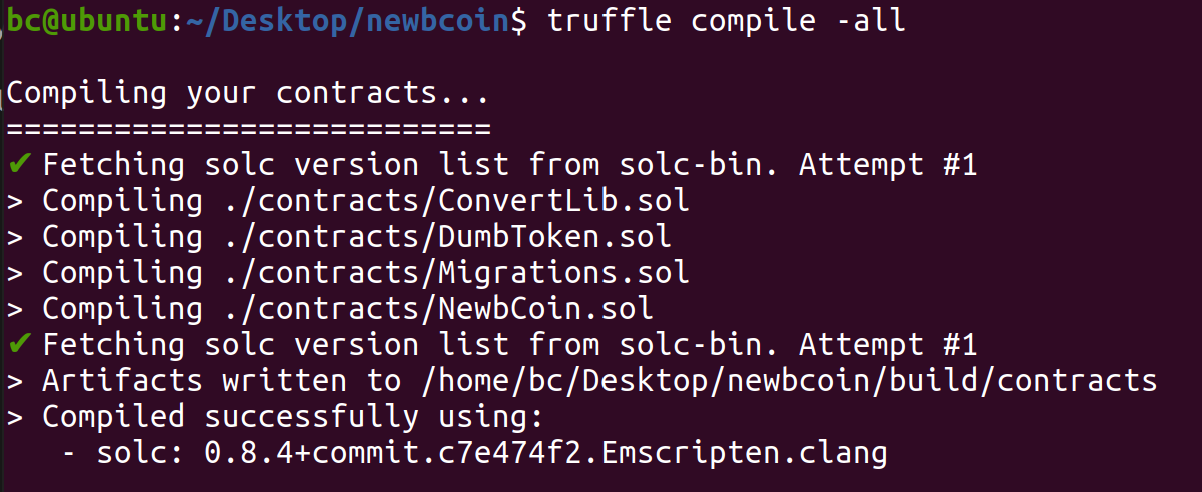 bc@ubuntu:~/Desktop/newbcoin$ truffle compile -all
Compiling your contracts...
===========================
✔ Fetching solc version list from solc-bin. Attempt #1
> Compiling ./contracts/ConvertLib.sol
> Compiling ./contracts/DumbToken.sol
> Compiling ./contracts/Migrations.sol
> Compiling ./contracts/NewbCoin.sol
✔ Fetching solc version list from solc-bin. Attempt #1
> Artifacts written to /home/bc/Desktop/newbcoin/build/contracts
> Compiled successfully using:
   - solc: 0.8.4+commit.c7e474f2.Emscripten.clang